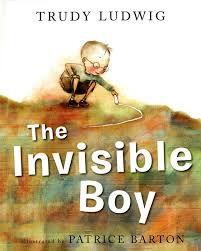 TRUDY LUDWIG
The
Invisible
Boy
illustrated by PATRICE BARTON